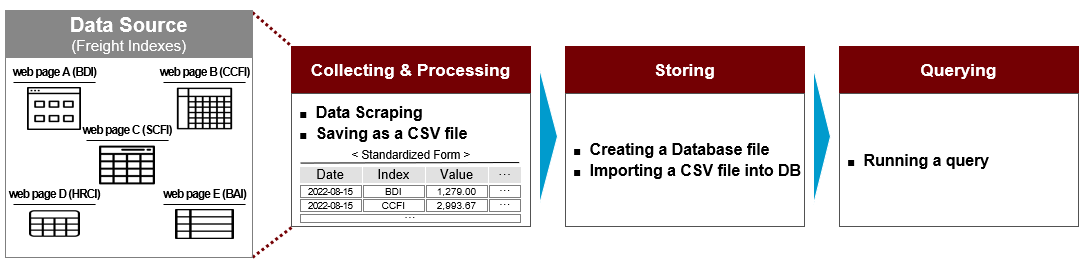 Data Source
(Freight Indexes)
web page A (BDI)
web page B (CCFI)
web page C (SCFI)
web page D (HRCI)
web page E (BAI)
Collecting & Processing
▪ Data Scraping
▪ Saving as a CSV file
< Standardized Form >
Date Index Value ⋯
2022-08-15 BDI 1,279.00 ⋯
2022-08-15 CCFI 2,993.67 ⋯
⋯
Storing
▪ Creating a Database file
▪ Importing a CSV file into DB
Querying
▪ Running a query